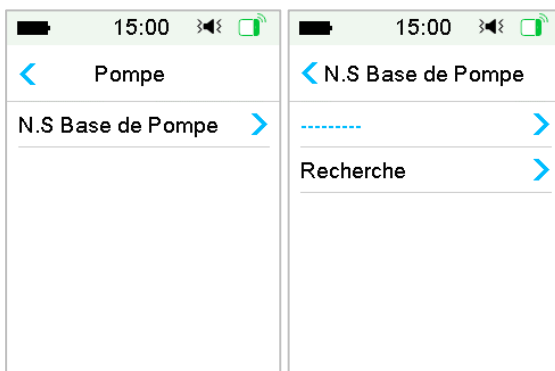 15:00
Pompe
N.S Base de Pompe
15:00
N.S Base de Pompe
---------
Recherche